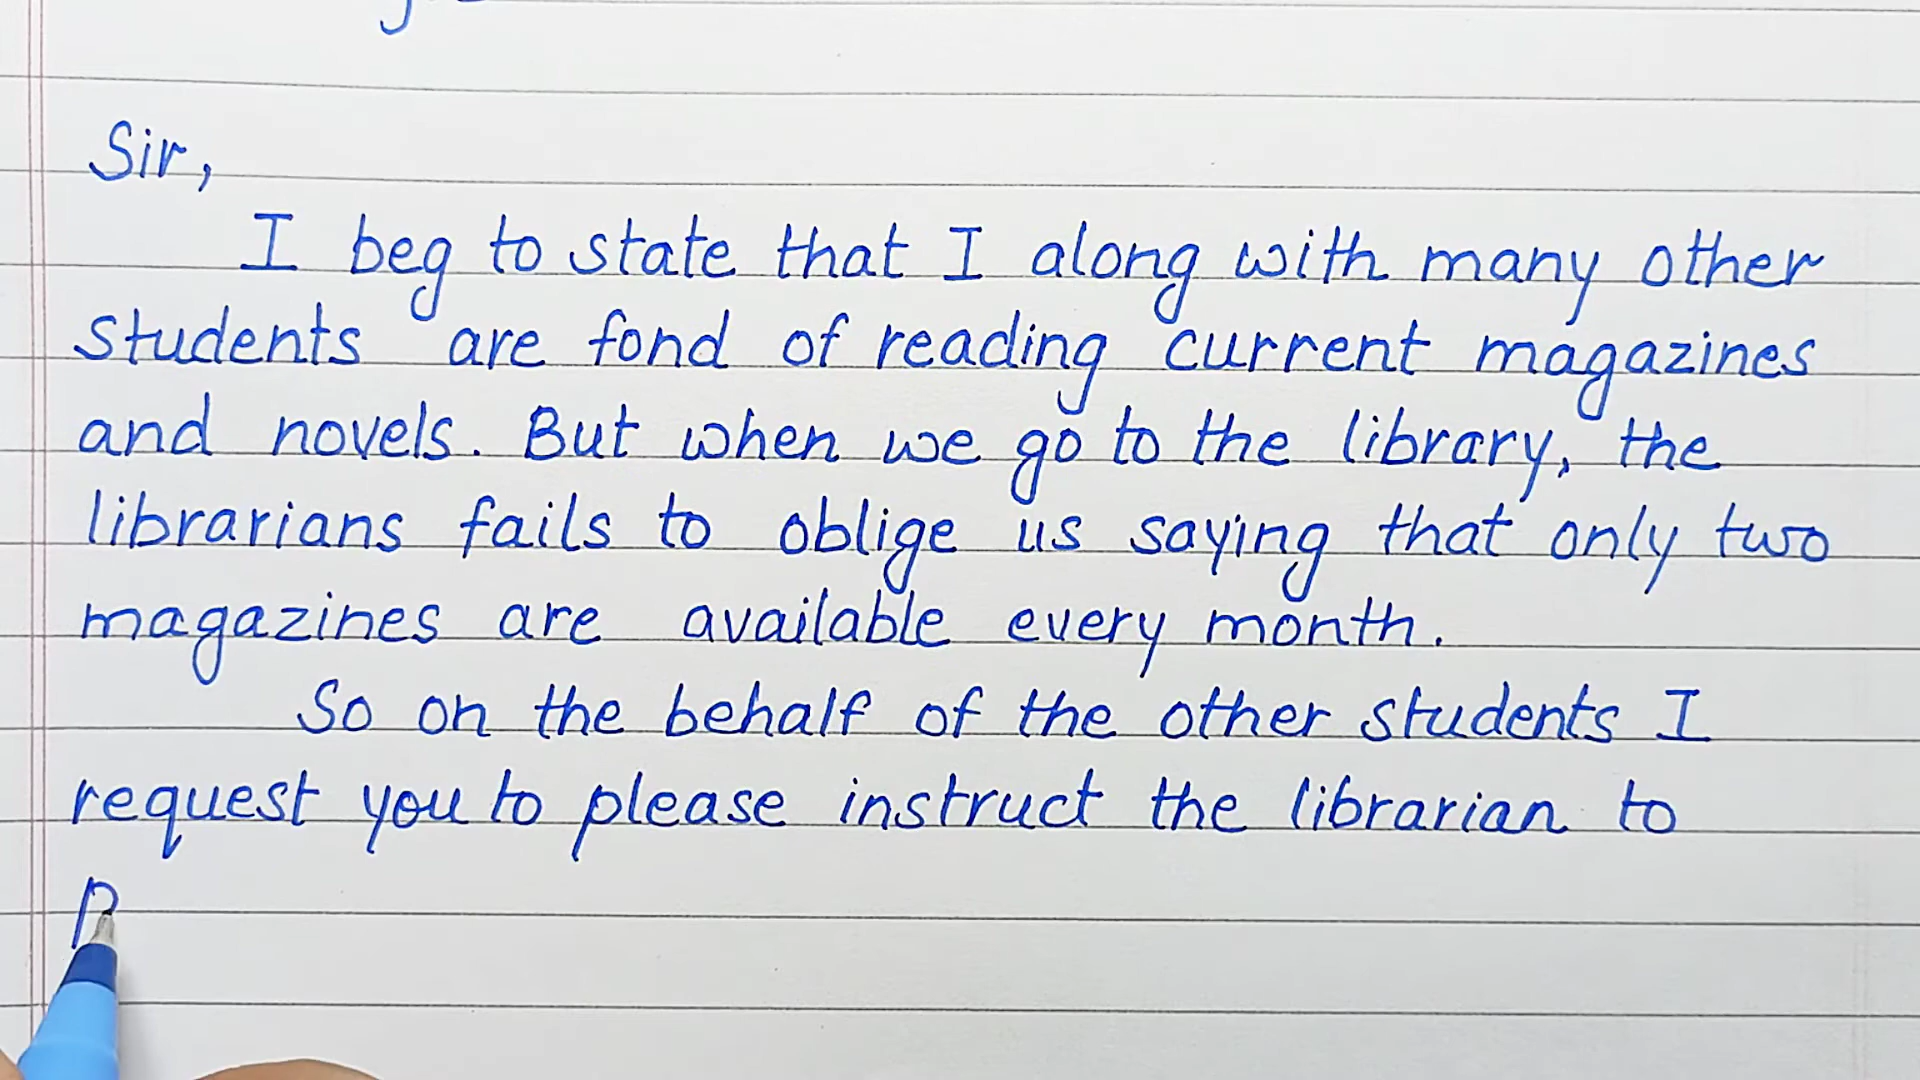 Sir,
I beg to state that I along with many other
students are fond of reading current magazines
and novels. But when we go to the library, the
librarians fails to oblige us saying that only two
magazines are available every month.
So on the behalf of the other students I
request you to please instruct the librarian to
p